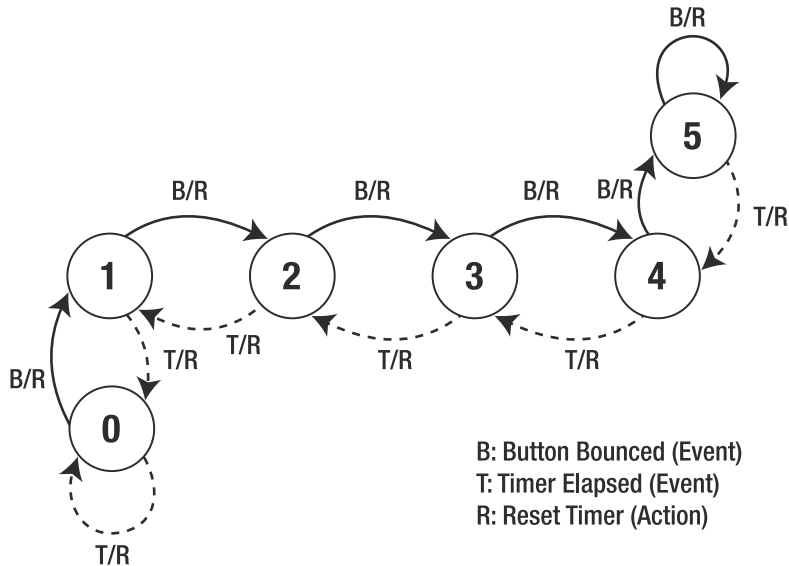 B/R
5
B/R
B/R
B/R
B/R
T/R
1
2
3
4
T/R
T/R
T/R
T/R
B/R
0
T/R
B: Button Bounced (Event)
T: Timer Elapsed (Event)
R: Reset Timer (Action)